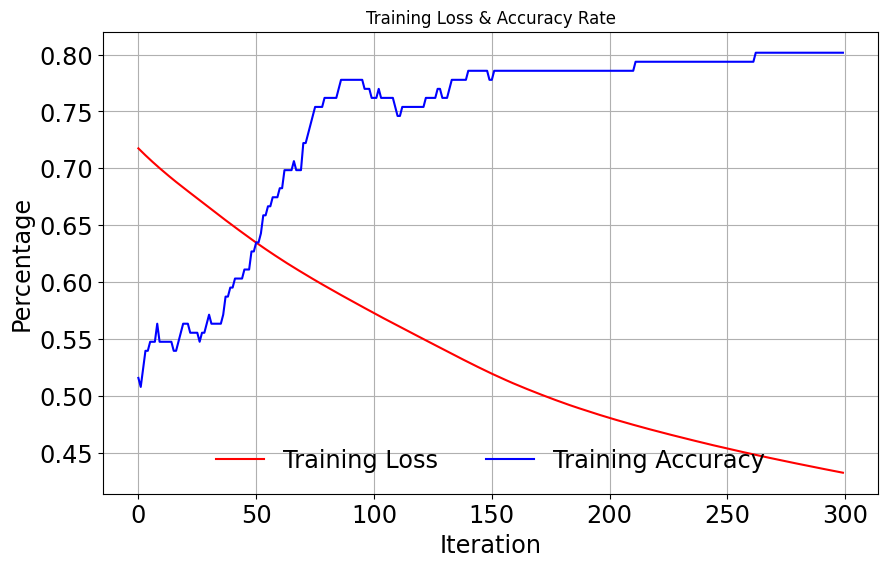 Training Loss & Accuracy Rate
0.80
0.75
0.70
0.65
0.60
0.55
0.50
0.45
Percentage
Training Loss
Training Accuracy
0 50 100 150 200 250 300
Iteration